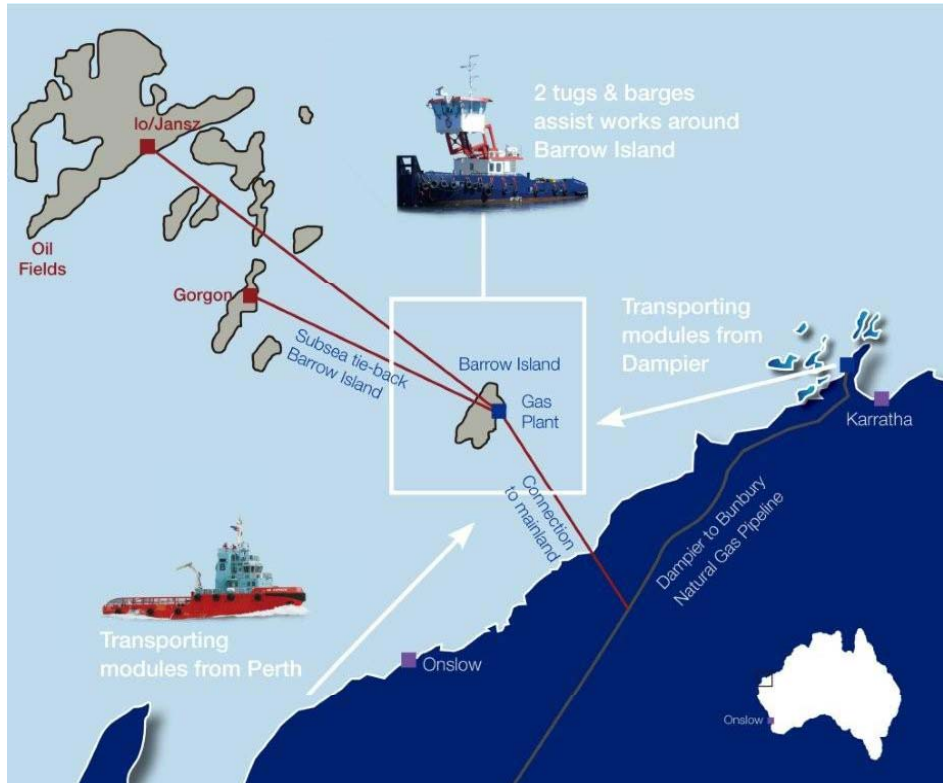 Io/Jansz
2 tugs & barges
assist works around
Barrow Island
Oil
Fields
Gorgon
Subsea tie-back
Barrow Island
Transporting
modules from
Dampier
Barrow Island
Gas
Plant
Karratha
Connection
to mainland
Dampier to Bunbury
Natural Gas Pipeline
Transporting
modules from Perth
Onslow
Onslow